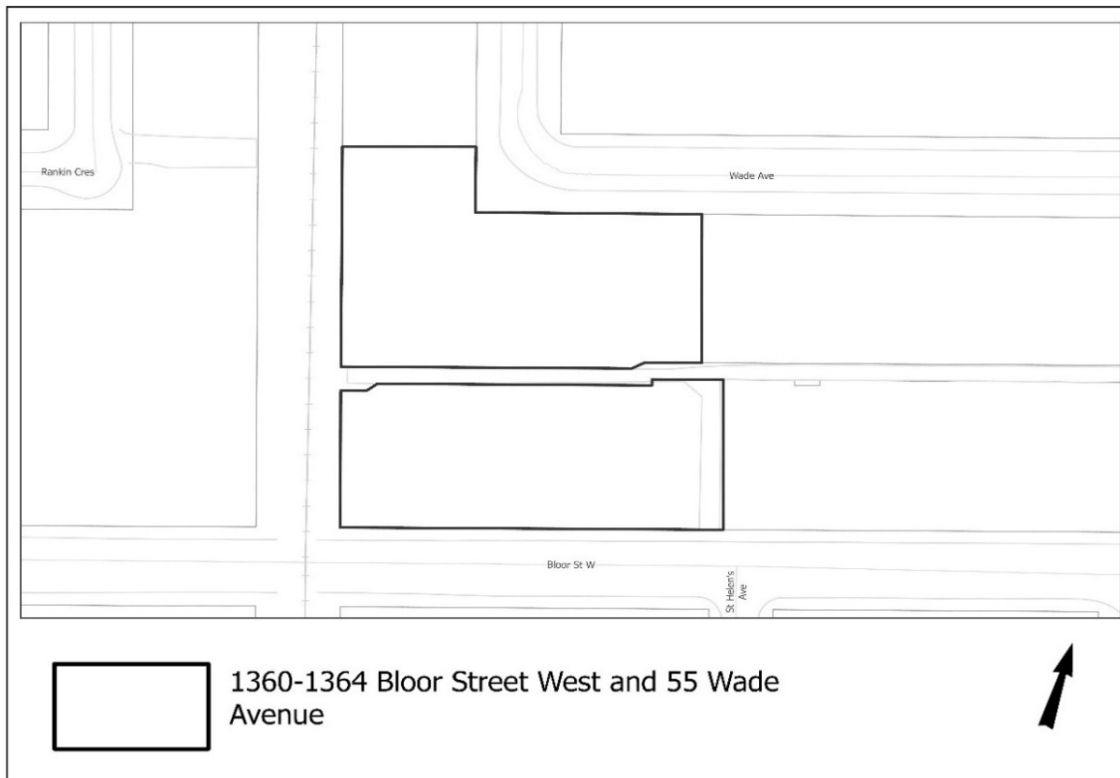 Rankin Cres
Wade Ave
Bloor St W
St Helen's
Ave
1360-1364 Bloor Street West and 55 Wade
Avenue